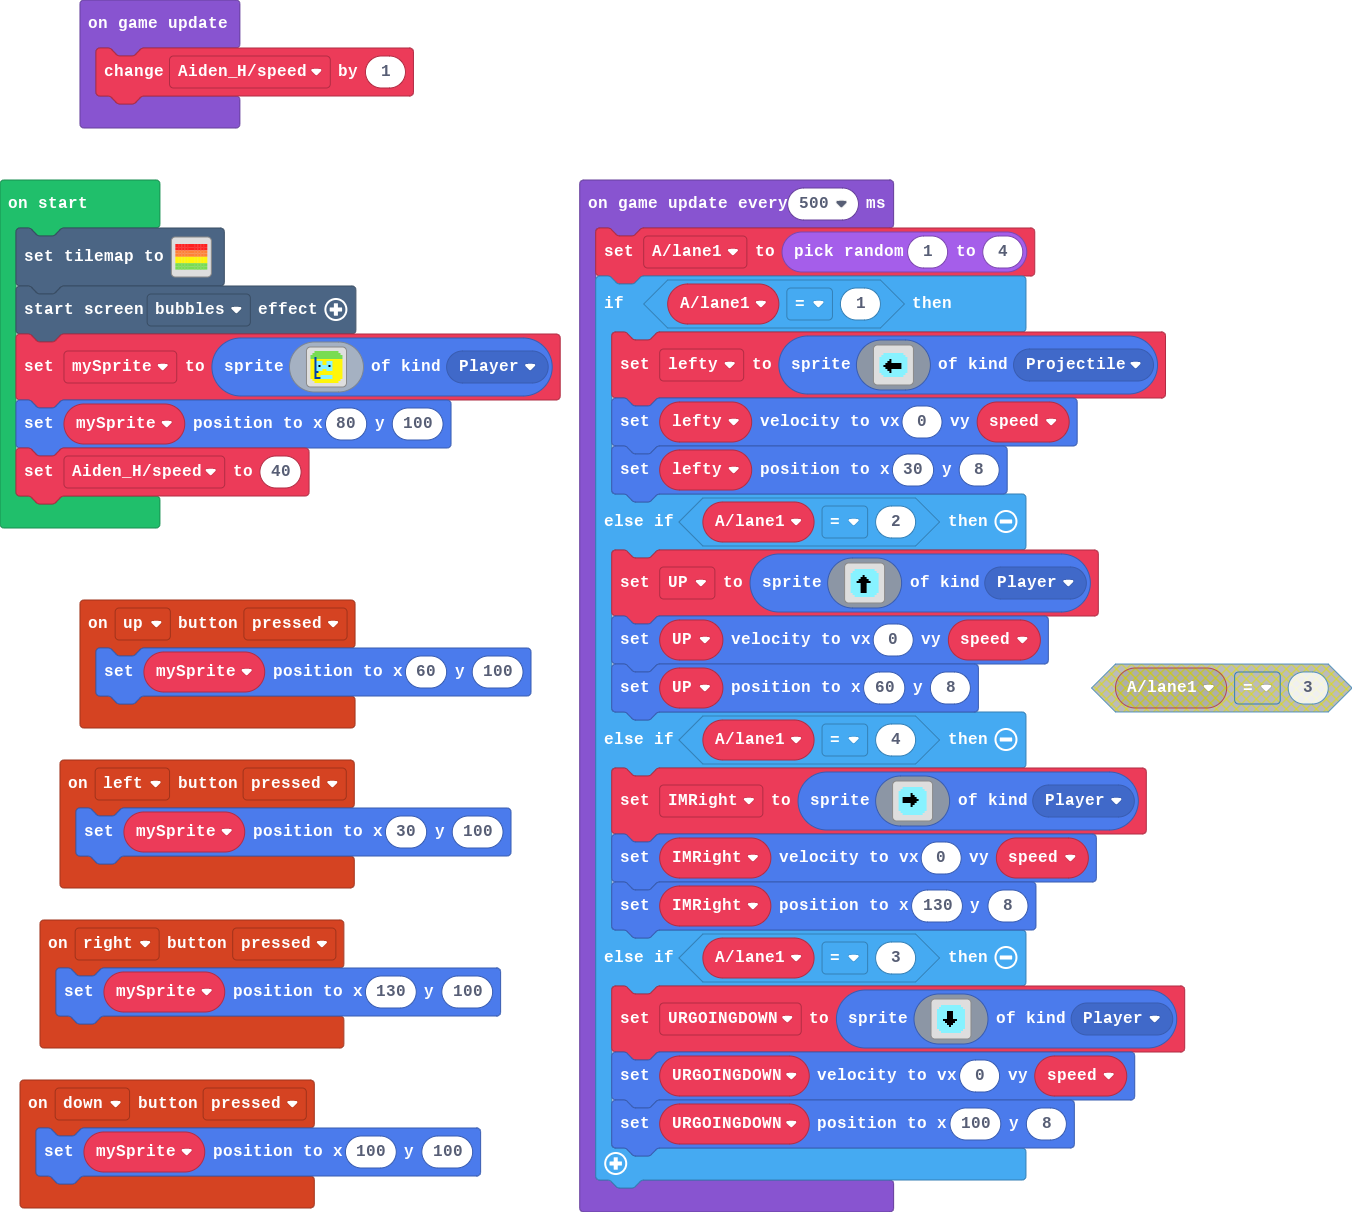 on game update
change Aiden_H/speed by 1
on start
set tilemap to
start screen bubbles effect
set mySprite to sprite of kind Player
set mySprite position to x 80 y 100
set Aiden_H/speed to 40
on up button pressed
set mySprite position to x 60 y 100
on left button pressed
set mySprite position to x 30 y 100
on right button pressed
set mySprite position to x 130 y 100
on down button pressed
set mySprite position to x 100 y 100
on game update every 500 ms
set A/lane1 to pick random 1 to 4
if A/lane1 = 1 then
set lefty to sprite of kind Projectile
set lefty velocity to vx 0 vy speed
set lefty position to x 30 y 8
else if A/lane1 = 2 then
set UP to sprite of kind Player
set UP velocity to vx 0 vy speed
set UP position to x 60 y 8
else if A/lane1 = 4 then
set IMRight to sprite of kind Player
set IMRight velocity to vx 0 vy speed
set IMRight position to x 130 y 8
else if A/lane1 = 3 then
set URGOINGDOWN to sprite of kind Player
set URGOINGDOWN velocity to vx 0 vy speed
set URGOINGDOWN position to x 100 y 8
A/lane1 = 3